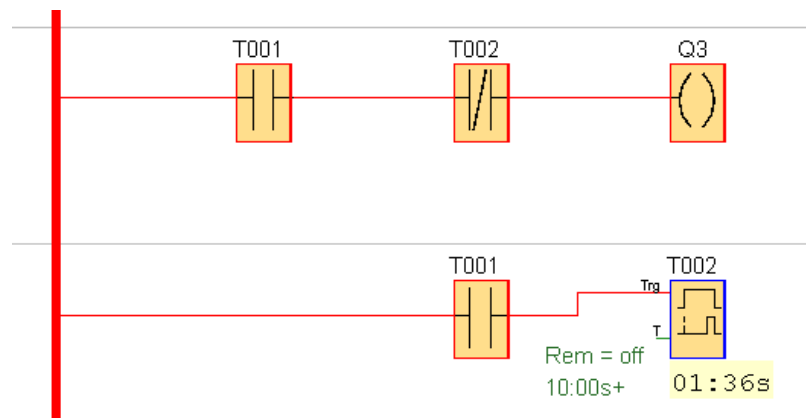 T001 T002 Q3
T001 T002
Trg
T
Rem = off
10:00s+ 01:36s